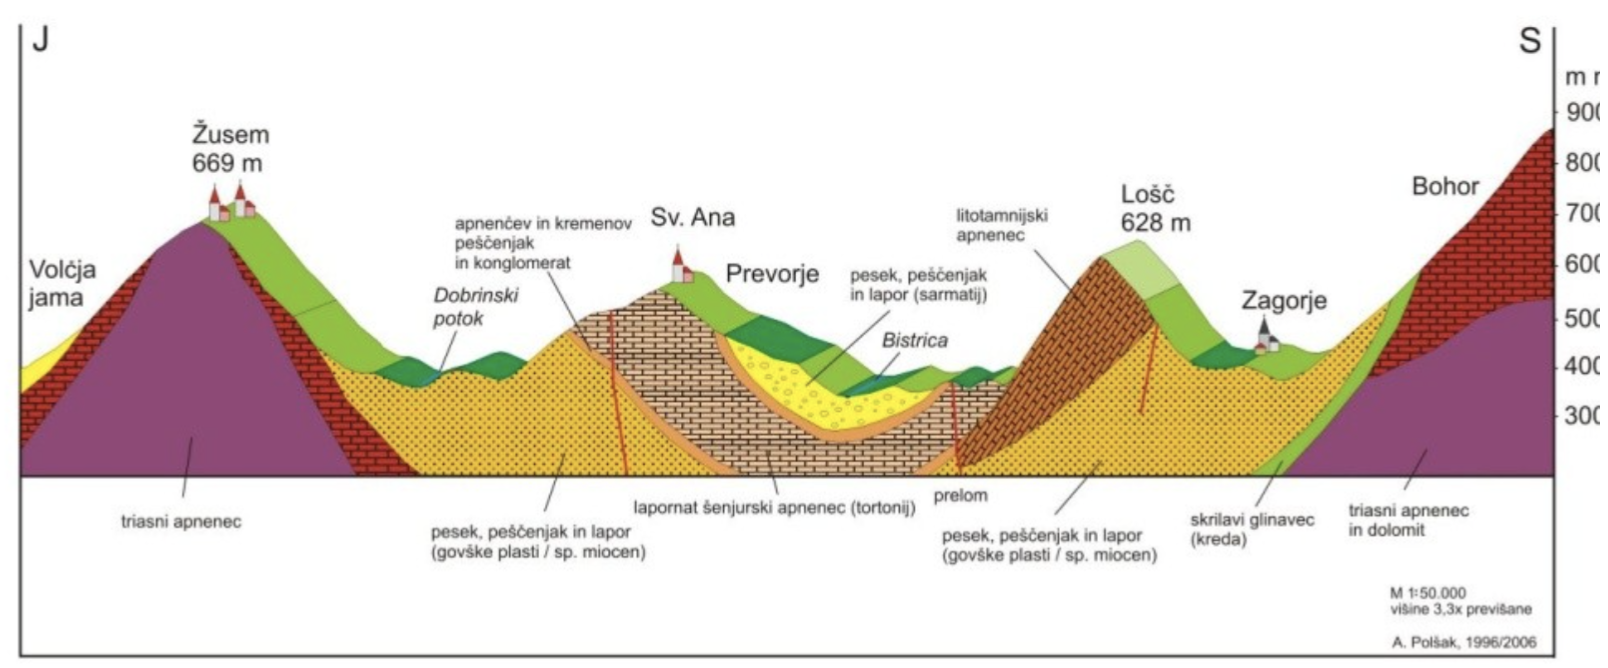 J
S
m n
900
800
700
600
500
400
300
Žusem
669 m
Volčja
jama
apnenčev in kremenov
peščenjak
in konglomerat
Dobrinski
potok
Sv. Ana
Prevorje
pesek, peščenjak
in lapor (sarmatij)
Bistrica
litotamnijski
apnenec
Lošč
628 m
Zagorje
Bohor
triasni apnenec
pesek, peščenjak in lapor
(govške plasti / sp. miocen)
lapornat šenjurski apnenec (tortonij)
prelom
pesek, peščenjak in lapor
(govške plasti / sp. miocen)
skrilavi glinavec
(kreda)
triasni apnenec
in dolomit
M 1:50.000
višine 3,3x previšane
A. Polšak, 1996/2006